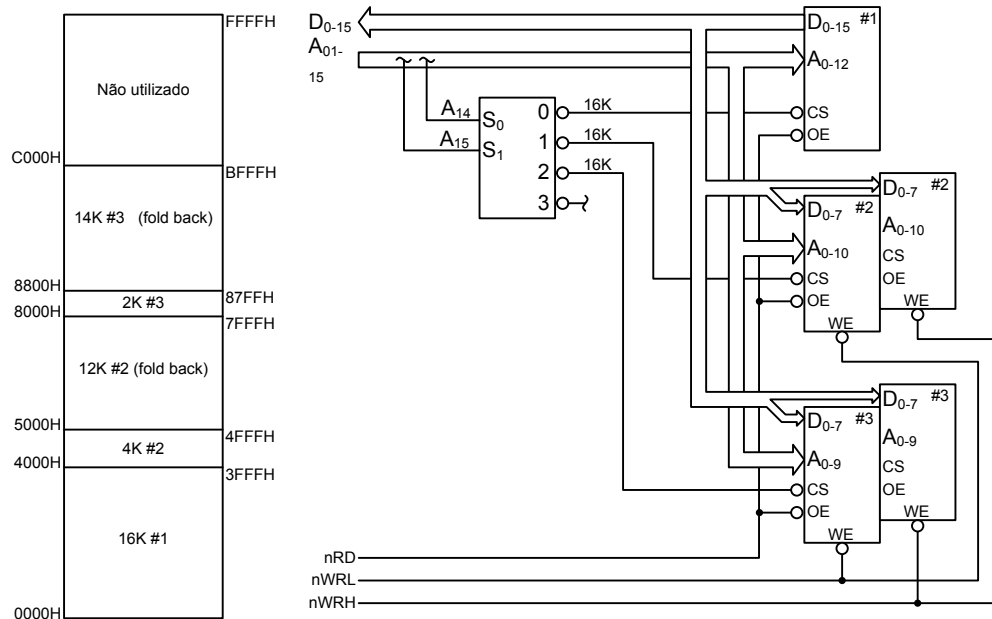 FFFFH
Não utilizado
C000H
BFFFH
14K #3 (fold back)
8800H
87FFH
2K #3
8000H
7FFFH
12K #2 (fold back)
5000H
4FFFH
4K #2
4000H
3FFFH
16K #1
0000H
D0-15
A01-
15
A14
A15
S0
S1
0
1
2
3
16K
16K
16K
D0-15 #1
A0-12
CS
OE
#2
D0-7
A0-10
CS
OE
WE
D0-7
#2
A0-10
CS
OE
WE
#3
D0-7
A0-9
CS
OE
WE
D0-7
#3
A0-9
CS
OE
WE
nRD
nWRL
nWRH